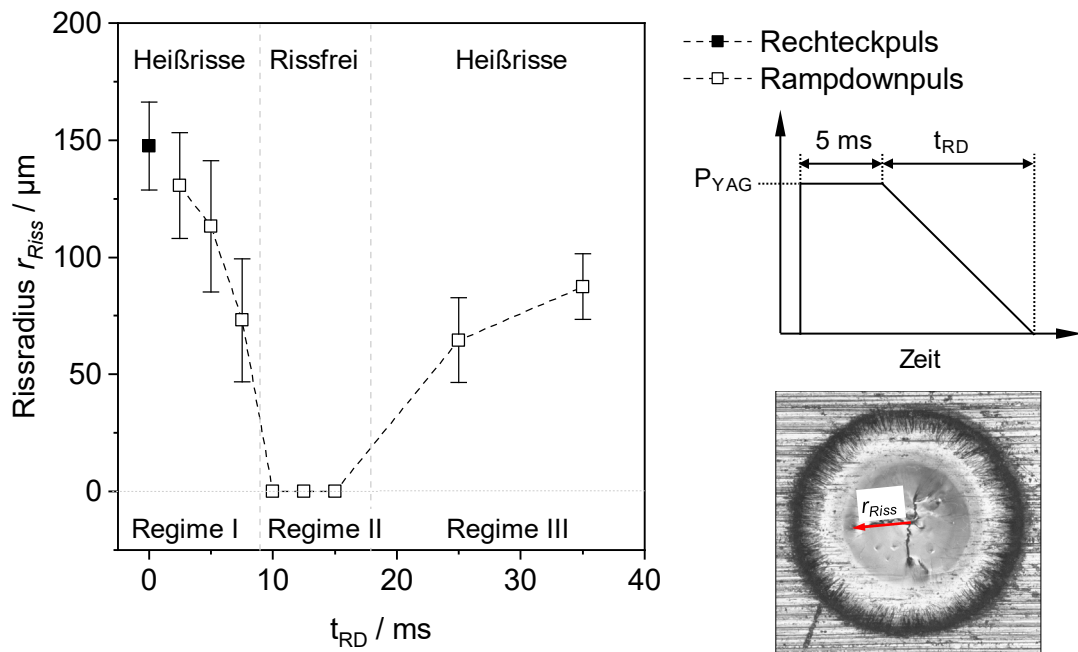 200
150
100
50
0
Rissradius r_Riss / µm
Heißrisse Rissfrei Heißrisse
Regime I Regime II Regime III
0 10 20 30 40
t_RD / ms
Rechteckpuls
Rampdownpuls
5 ms t_RD
P_YAG
Zeit
r_Riss